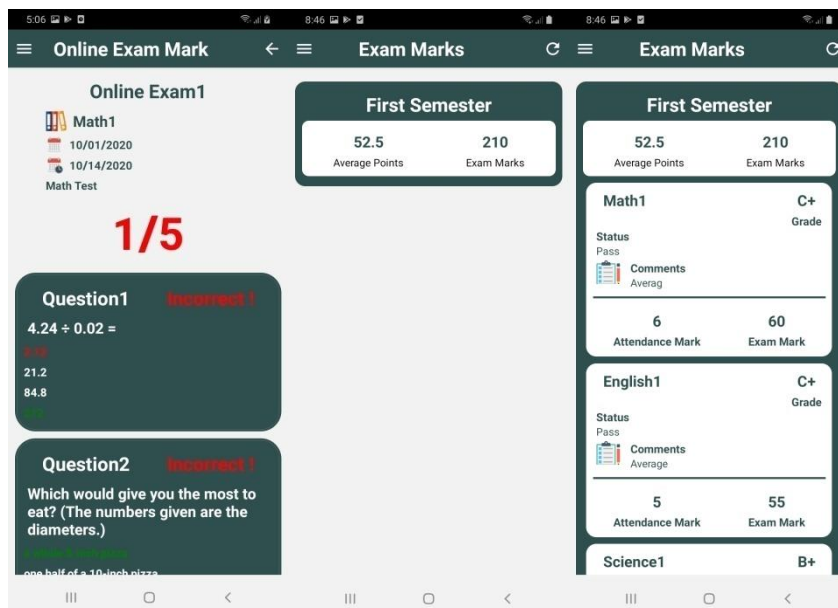 5:06
Online Exam Mark
Online Exam1
Math1
10/01/2020
10/14/2020
Math Test
1/5
Question1 Incorrect !
4.24 ÷ 0.02 =
21.2
84.8
Question2 Incorrect !
Which would give you the most to
eat? (The numbers given are the
diameters.)
one half of a 10-inch pizza
8:46
Exam Marks
First Semester
52.5 210
Average Points Exam Marks
8:46
Exam Marks
First Semester
52.5 210
Average Points Exam Marks
Math1 C+
Grade
Status
Pass
Comments
Averag
6 60
Attendance Mark Exam Mark
English1 C+
Grade
Status
Pass
Comments
Average
5 55
Attendance Mark Exam Mark
Science1 B+